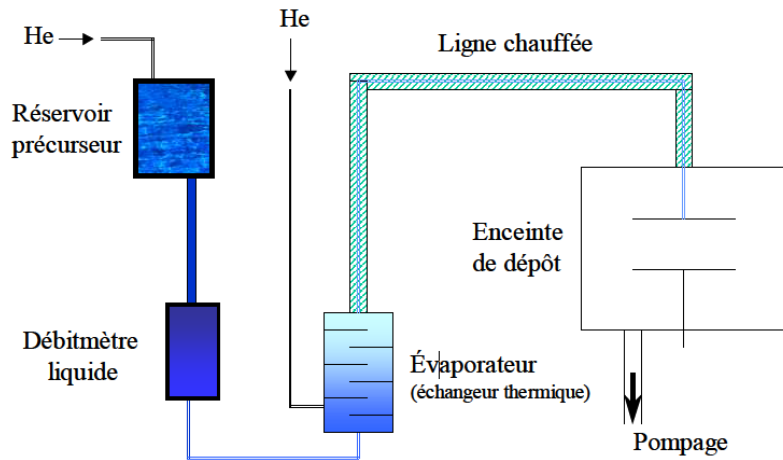 He
He
Ligne chauffée
Réservoir
précurseur
Enceinte
de dépôt
Débitmètre
liquide
Évaporateur
(échangeur thermique)
Pompage